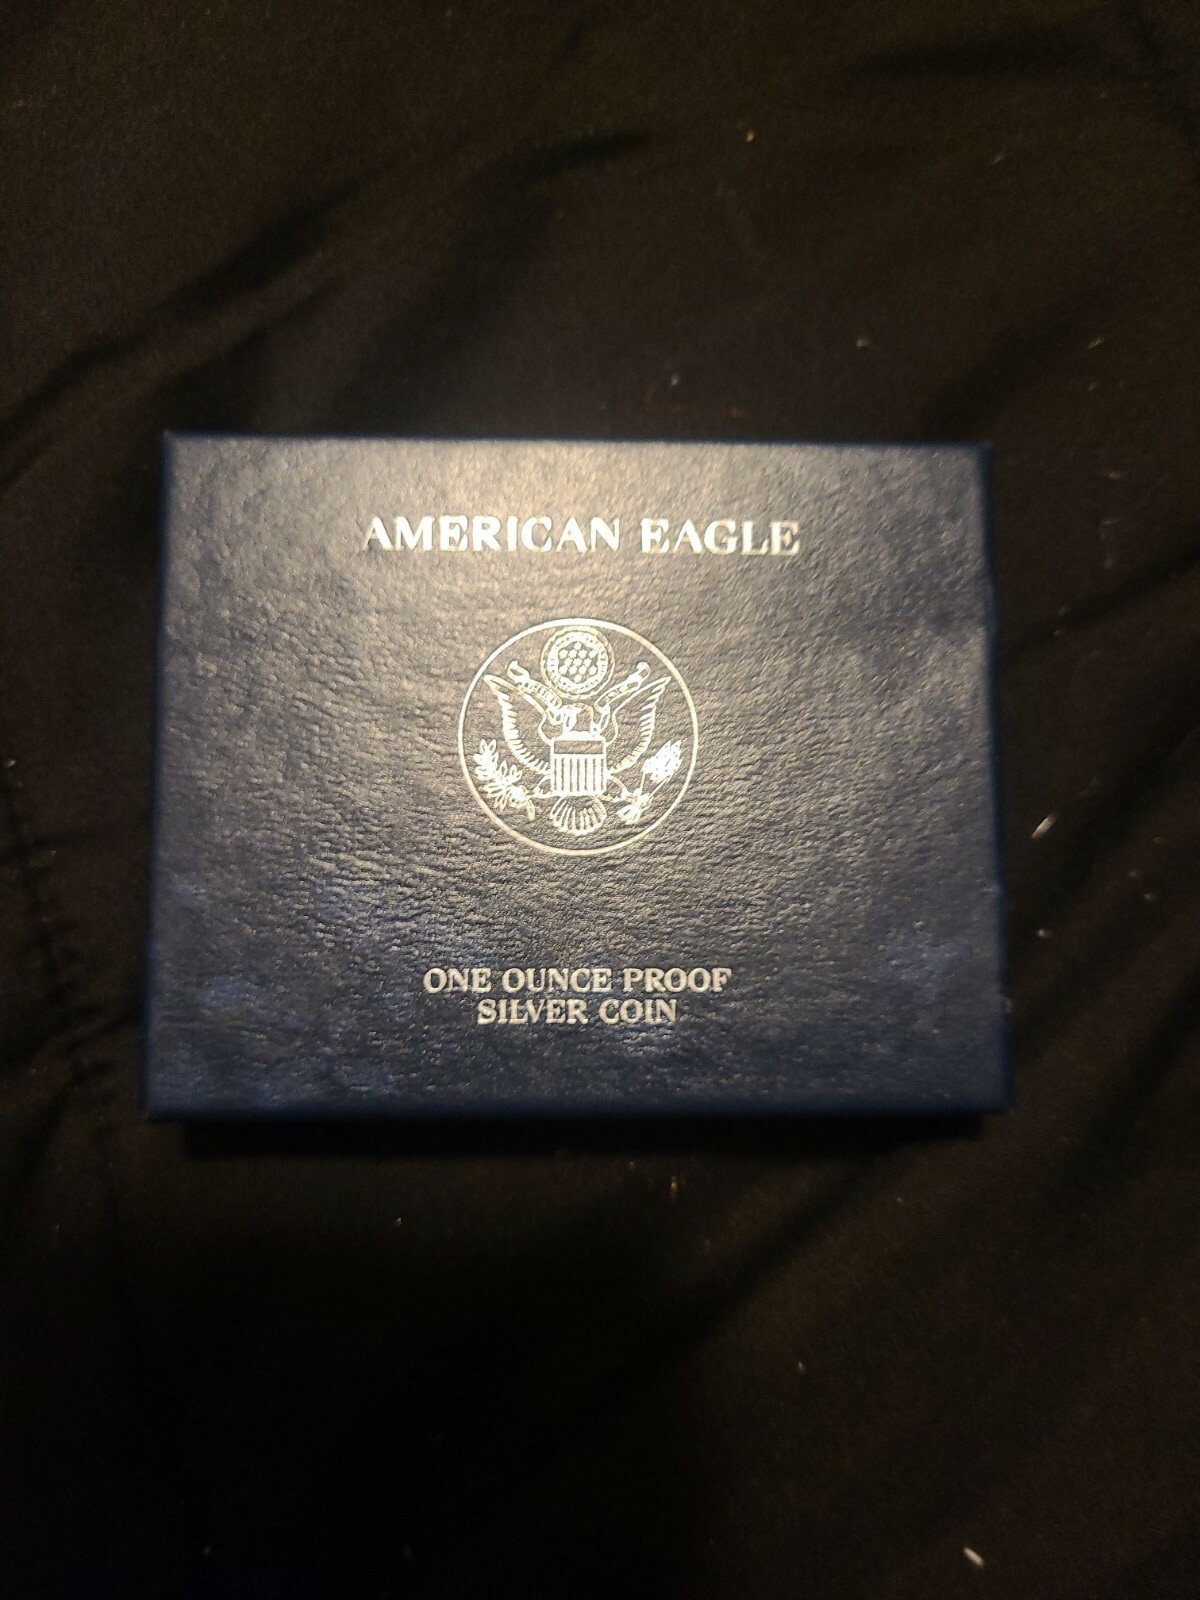 AMERICAN EAGLE
ONE OUNCE PROOF
SILVER COIN